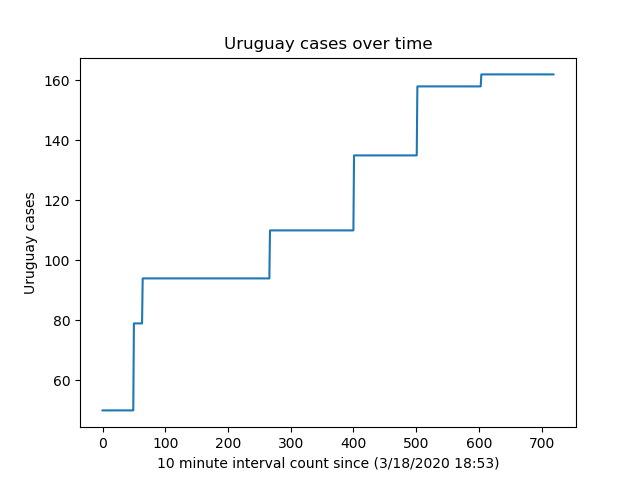 Uruguay cases over time
160
140
120
100
80
60
Uruguay cases
0 100 200 300 400 500 600 700
10 minute interval count since (3/18/2020 18:53)